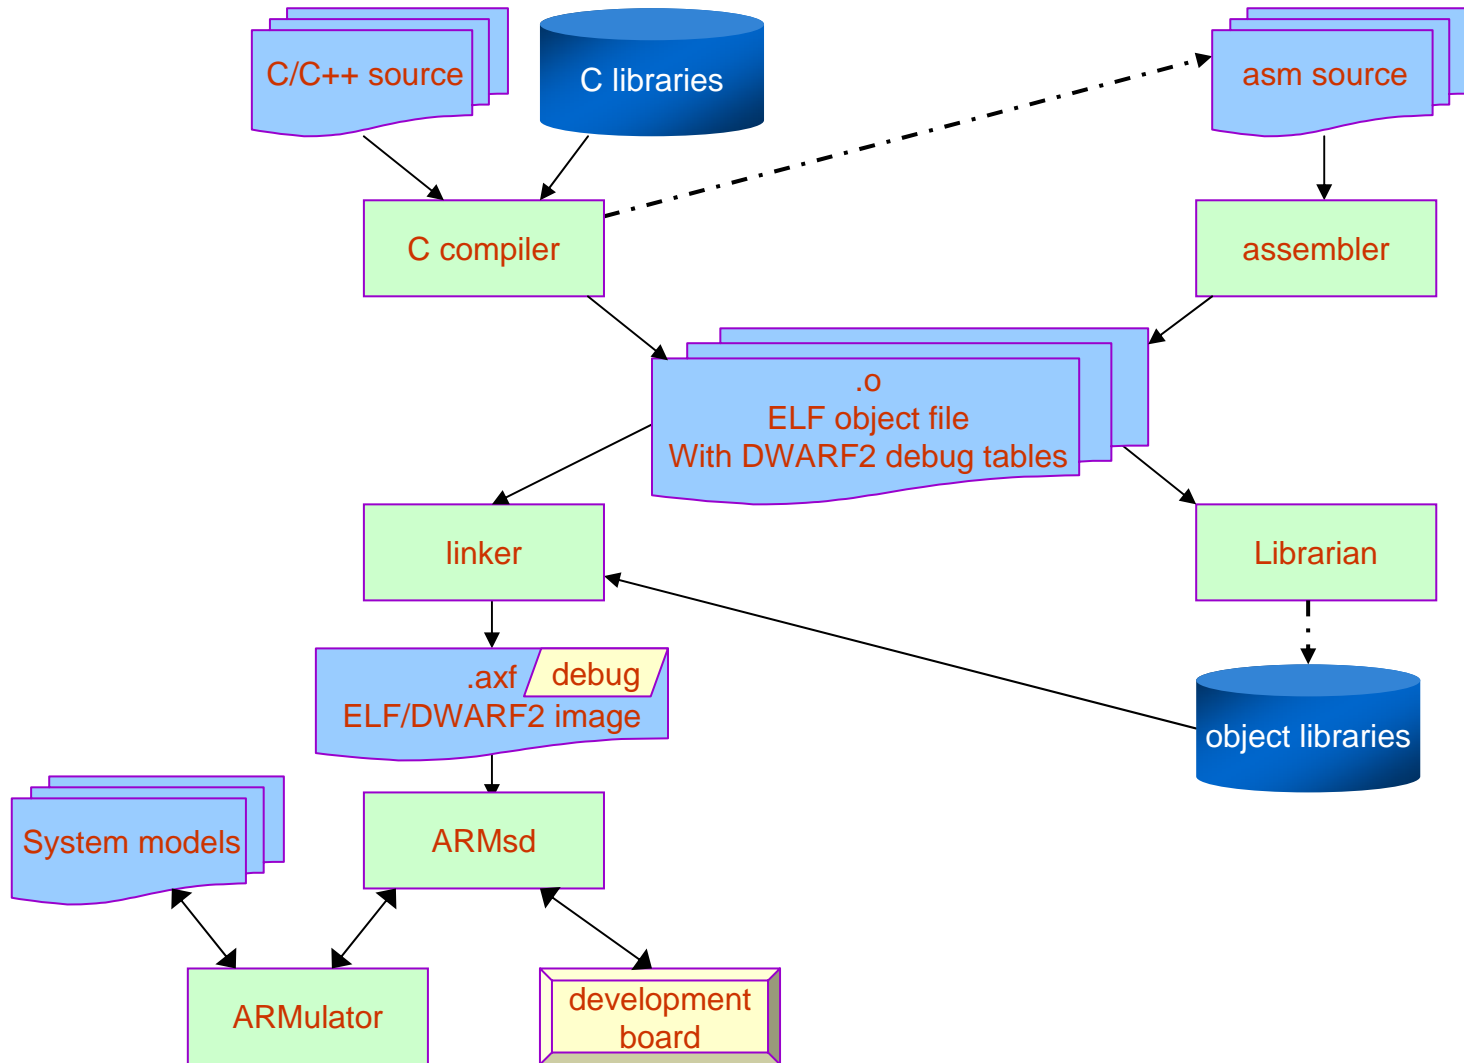 C/C++ source
C libraries
asm source
C compiler
assembler
.o
ELF object file
With DWARF2 debug tables
linker
Librarian
.axf
debug
ELF/DWARF2 image
object libraries
System models
ARMsd
ARMulator
development
board